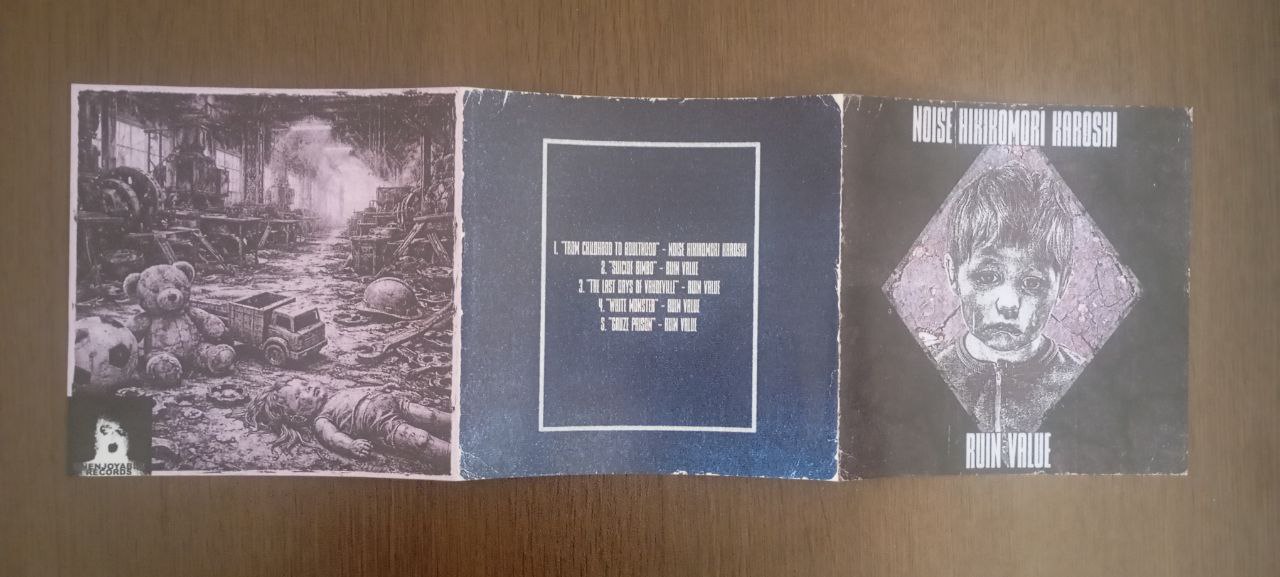 ENJOYAB
RECORDS
1. "FROM CHILDHOOD TO ADULTHOOD" - NOISE HIKIKOMORI KAROSHI
2. "SUICIDE BIMBO" - RUIN VALUE
3. "THE LAST DAYS OF VAUDEVILLE" - RUIN VALUE
4. "WHITE MONSTER" - RUIN VALUE
5. "GAUZE PRISON" - RUIN VALUE
NOISE HIKIKOMORI KAROSHI
RUIN VALUE